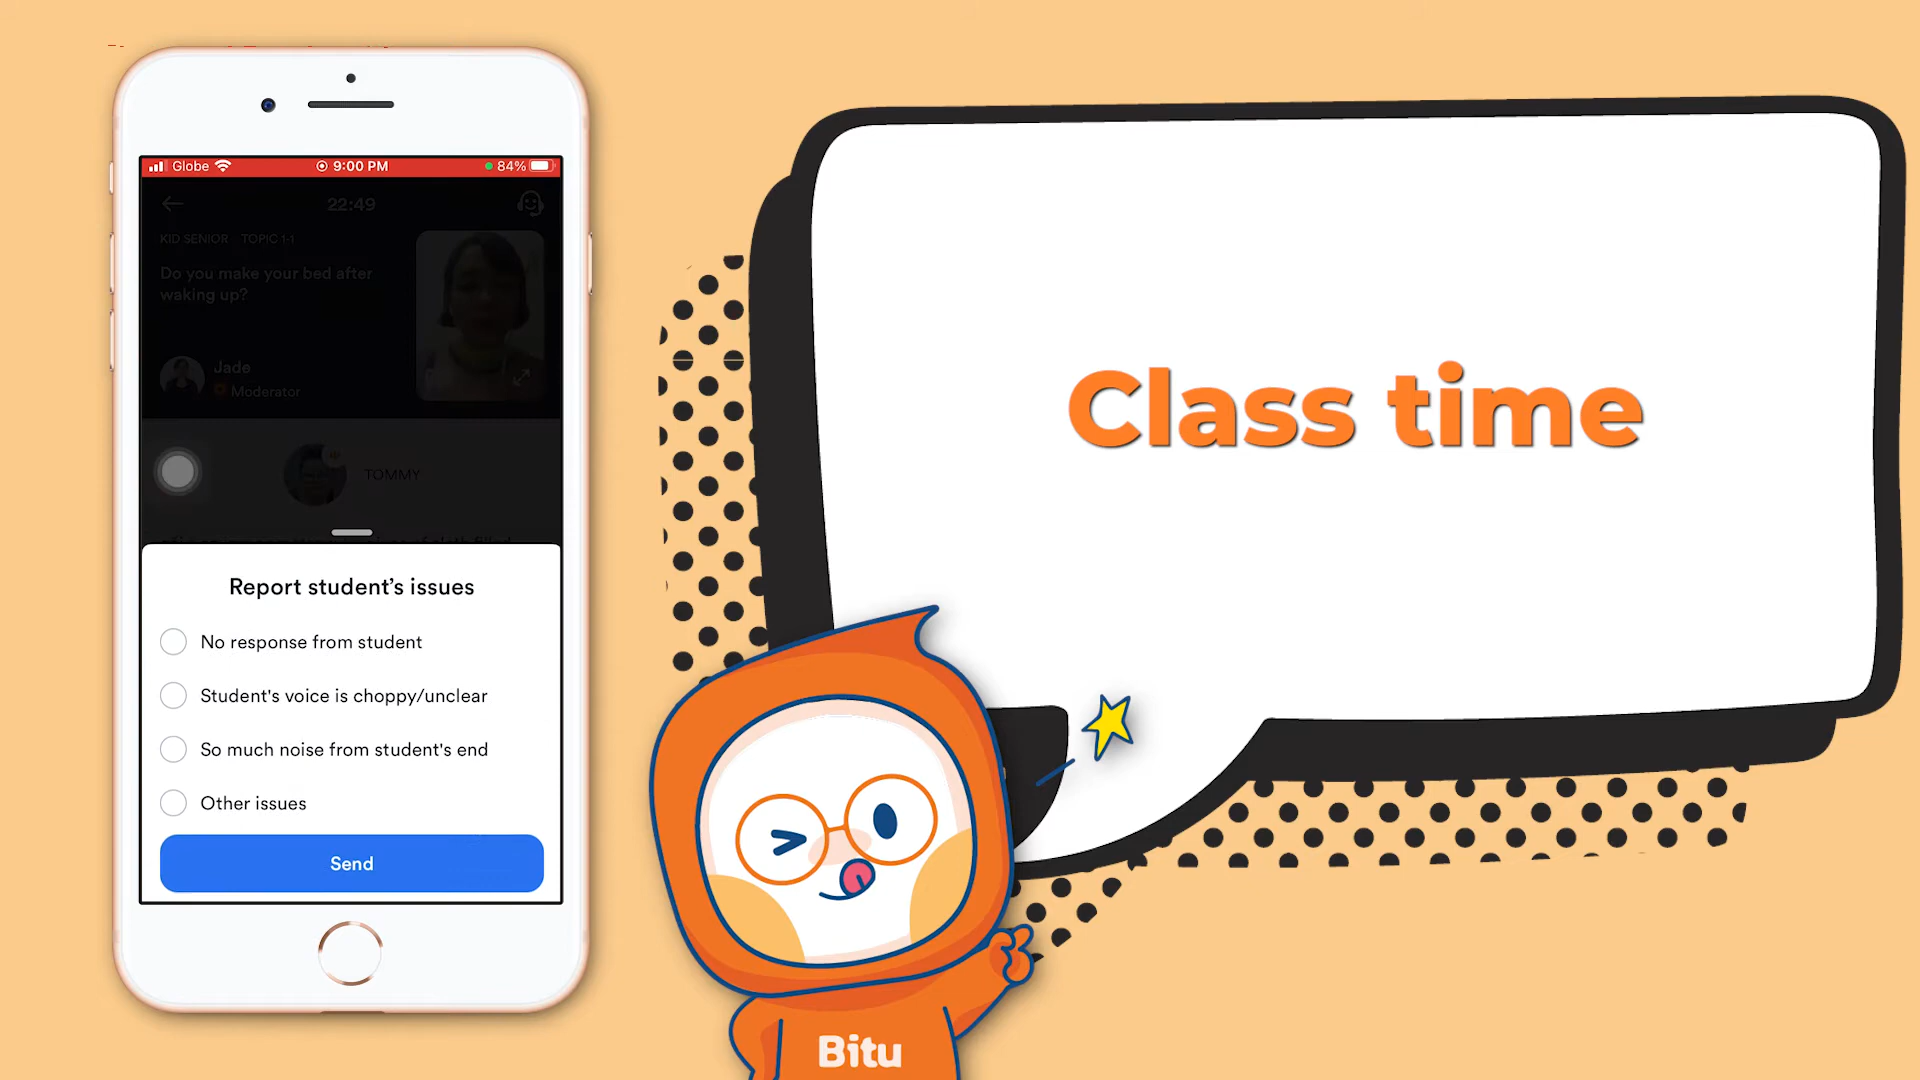 Globe
9:00 PM
84%
22:49
KID SENIOR TOPIC 1-1
Do you make your bed after
waking up?
Jade
Moderator
TOMMY
Report student’s issues
No response from student
Student's voice is choppy/unclear
So much noise from student's end
Other issues
Send
Class time
Bitu